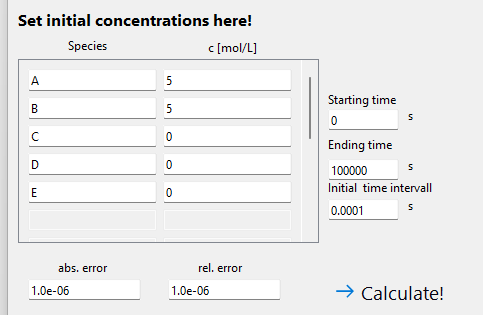 Set initial concentrations here!
Species c [mol/L]
A 5
B 5
C 0
D 0
E 0
Starting time
0 s
Ending time
100000 s
Initial time intervall
0.0001 s
abs. error rel. error
1.0e-06 1.0e-06
→ Calculate!